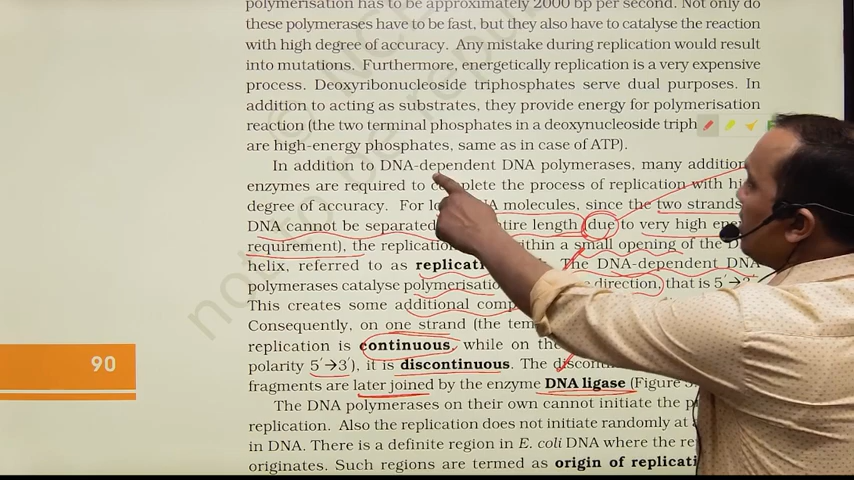 polymerisation has to be approximately 2000 bp per second. Not only do
these polymerases have to be fast, but they also have to catalyse the reaction
with high degree of accuracy. Any mistake during replication would result
into mutations. Furthermore, energetically replication is a very expensive
process. Deoxyribonucleoside triphosphates serve dual purposes. In
addition to acting as substrates, they provide energy for polymerisation
reaction (the two terminal phosphates in a deoxynucleoside triph
are high-energy phosphates, same as in case of ATP).
In addition to DNA-dependent DNA polymerases, many addition
enzymes are required to complete the process of replication with hi
degree of accuracy. For lo DNA molecules, since the two strands
DNA cannot be separated entire length (due to very high ener
requirement), the replication within a small opening of the D
helix, referred to as replicati The DNA-dependent DNA
polymerases catalyse polymerisatio direction, that is 5′→3′
This creates some additional comp
Consequently, on one strand (the tem
replication is continuous, while on the
polarity 5′→3′), it is discontinuous. The discont
fragments are later joined by the enzyme DNA ligase (Figure
90
The DNA polymerases on their own cannot initiate the p
replication. Also the replication does not initiate randomly at
in DNA. There is a definite region in E. coli DNA where the re
originates. Such regions are termed as origin of replicati